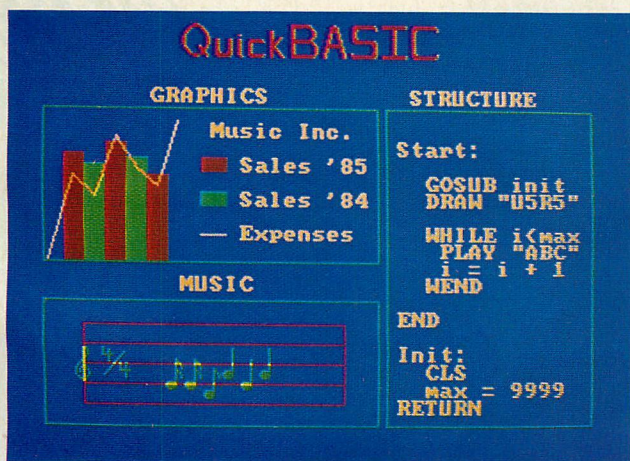 QuickBASIC
GRAPHICS
Music Inc.
Sales '85
Sales '84
— Expenses
MUSIC
4/4
STRUCTURE
Start:
GOSUB init
DRAW "U5R5"
WHILE i<max
PLAY "ABC"
i = i + 1
WEND
END
Init:
CLS
max = 9999
RETURN